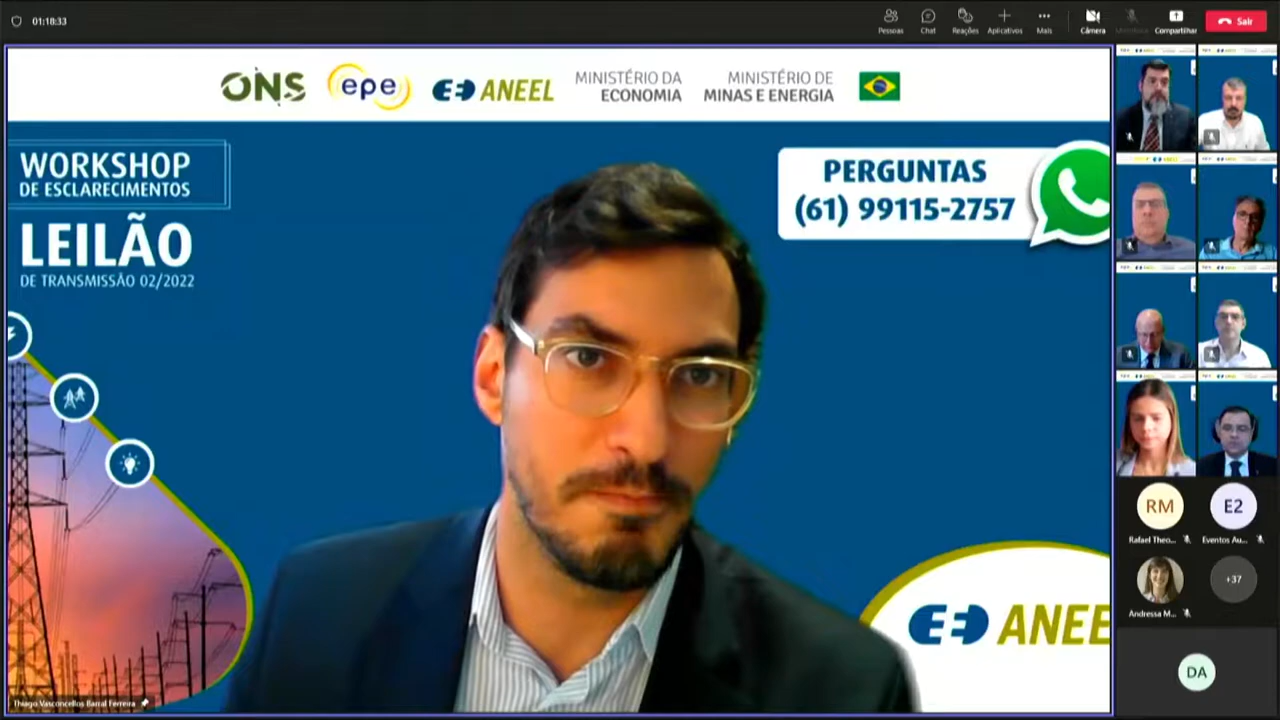 01:18:33
Pessoas
Chat
Reações
Aplicativos
Mais
Câmera
Compartilhar
Sair
ONS
epe
ANEEL
MINISTÉRIO DA
ECONOMIA
MINISTÉRIO DE
MINAS E ENERGIA
WORKSHOP
DE ESCLARECIMENTOS
LEILÃO
DE TRANSMISSÃO 02/2022
PERGUNTAS
(61) 99115-2757
ANEE
Thiago Vasconcellos Barral Ferreira
RM
E2
Rafael Theo...
Eventos Au...
+37
Andressa M...
DA